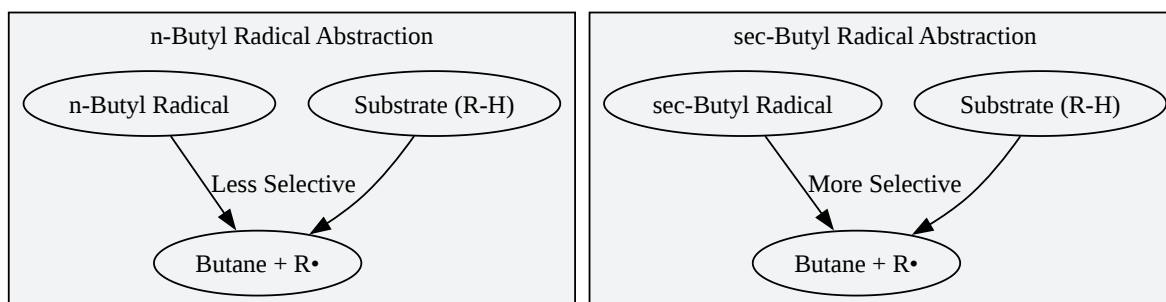 n-Butyl Radical Abstraction
n-Butyl Radical
Substrate (R-H)
Less Selective
Butane + R•
sec-Butyl Radical Abstraction
sec-Butyl Radical
Substrate (R-H)
More Selective
Butane + R•